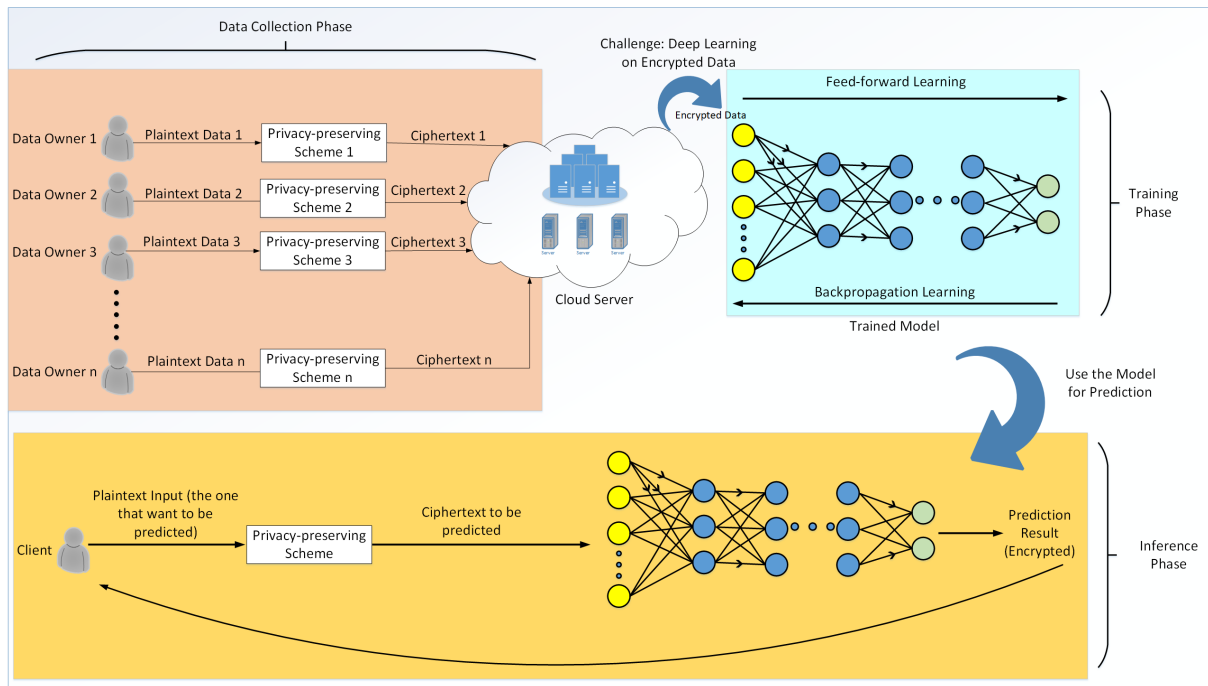 Data Collection Phase
Challenge: Deep Learning
on Encrypted Data
Data Owner 1
Plaintext Data 1
Privacy-preserving
Scheme 1
Ciphertext 1
Data Owner 2
Plaintext Data 2
Privacy-preserving
Scheme 2
Ciphertext 2
Data Owner 3
Plaintext Data 3
Privacy-preserving
Scheme 3
Ciphertext 3
Data Owner n
Plaintext Data n
Privacy-preserving
Scheme n
Ciphertext n
Server
Server
Server
Cloud Server
Encrypted Data
Feed-forward Learning
Backpropagation Learning
Trained Model
Training
Phase
Use the Model
for Prediction
Client
Plaintext Input (the one
that want to be
predicted)
Privacy-preserving
Scheme
Ciphertext to be
predicted
Prediction
Result
(Encrypted)
Inference
Phase